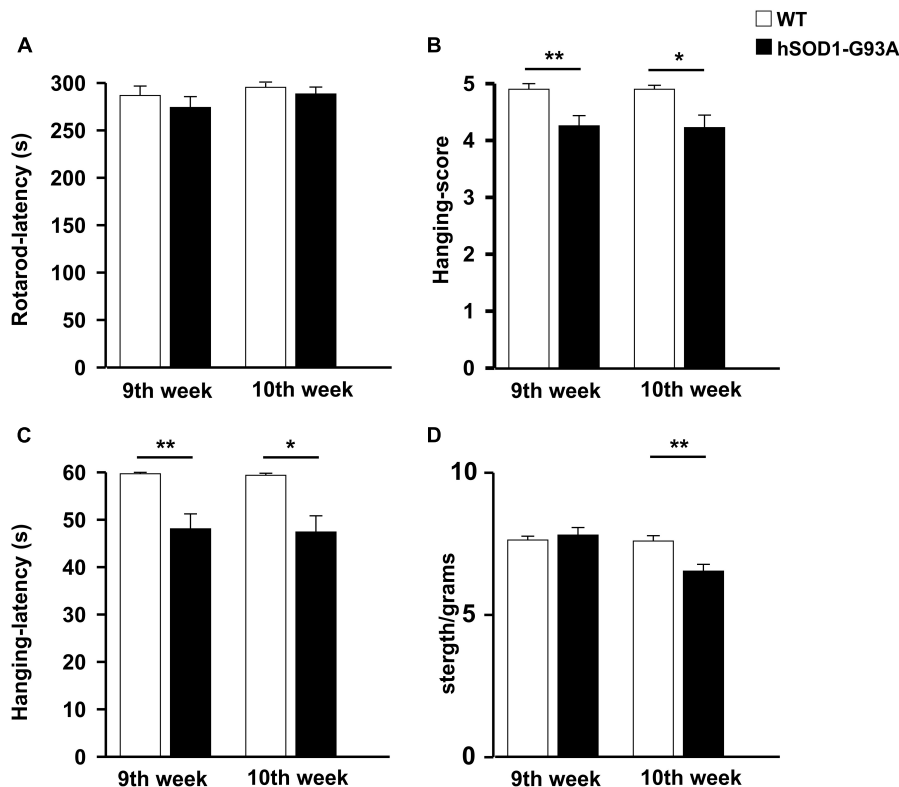 WT
hSOD1-G93A
A
Rotarod-latency (s)
300
250
200
150
100
50
0
9th week 10th week
B
** *
Hanging-score
5
4
3
2
1
0
9th week 10th week
C
** *
Hanging-latency (s)
60
50
40
30
20
10
0
9th week 10th week
D
**
stergth/grams
10
5
0
9th week 10th week